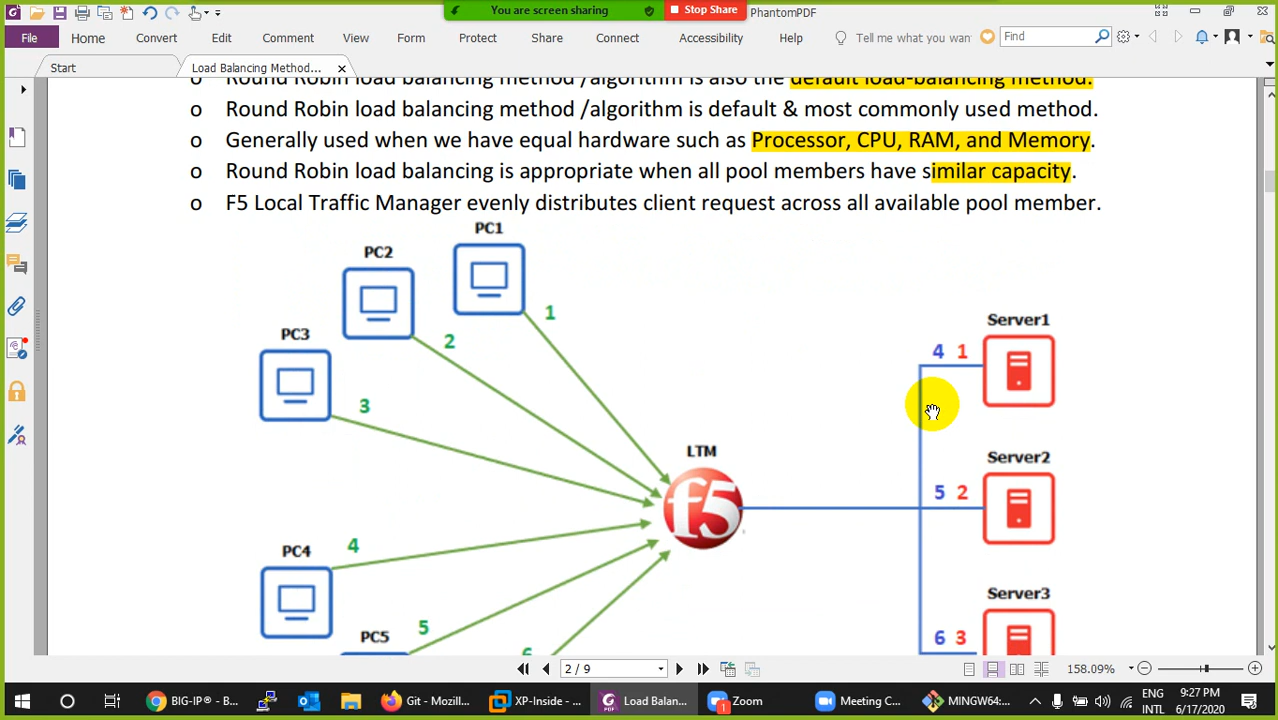 You are screen sharing
Stop Share
PhantomPDF
File Home Convert Edit Comment View Form Protect Share Connect Accessibility Help Tell me what you want Find
Start
Load Balancing Method...
o Round Robin load balancing method /algorithm is also the default load-balancing method.
o Round Robin load balancing method /algorithm is default & most commonly used method.
o Generally used when we have equal hardware such as Processor, CPU, RAM, and Memory.
o Round Robin load balancing is appropriate when all pool members have similar capacity.
o F5 Local Traffic Manager evenly distributes client request across all available pool member.
PC1
PC2
1
Server1
PC3
2
4 1
3
LTM
Server2
f5
5 2
4
PC4
Server3
5
PC5
6
6 3
2 / 9
158.09%
BIG-IP® - B...
Git - Mozill...
XP-Inside - ...
Load Balan...
Zoom
1
Meeting C...
MINGW64:...
ENG
INTL
9:27 PM
6/17/2020